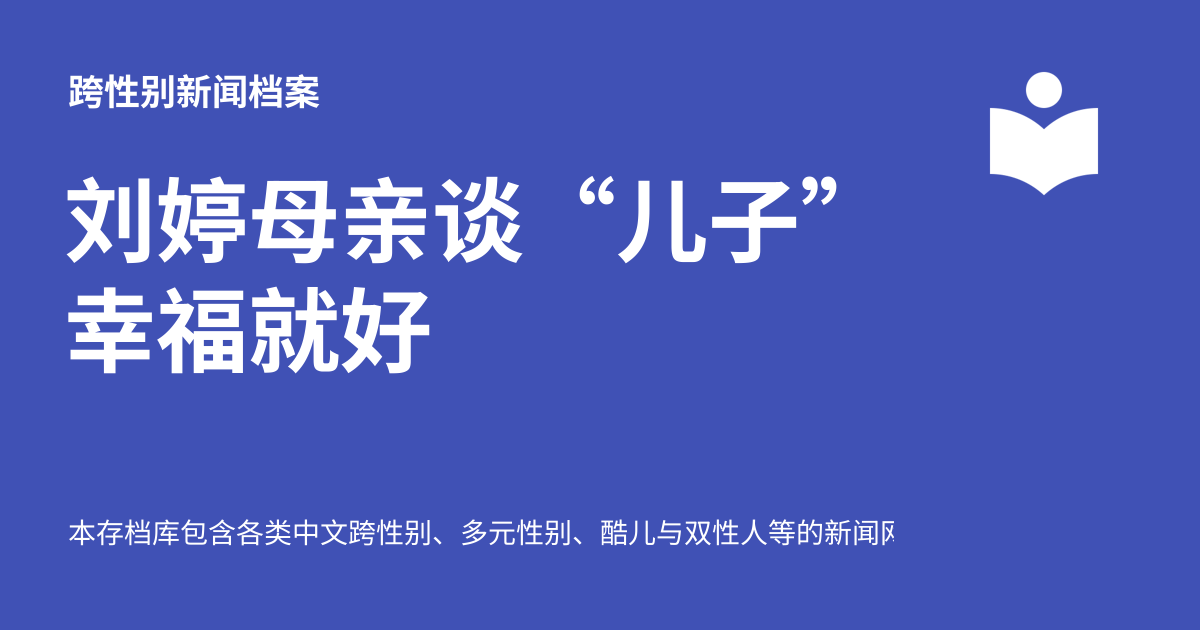 跨性别新闻档案
刘婷母亲谈 “儿子”
幸福就好
本存档库包含各类中文跨性别、多元性别、酷儿与双性人等的新闻